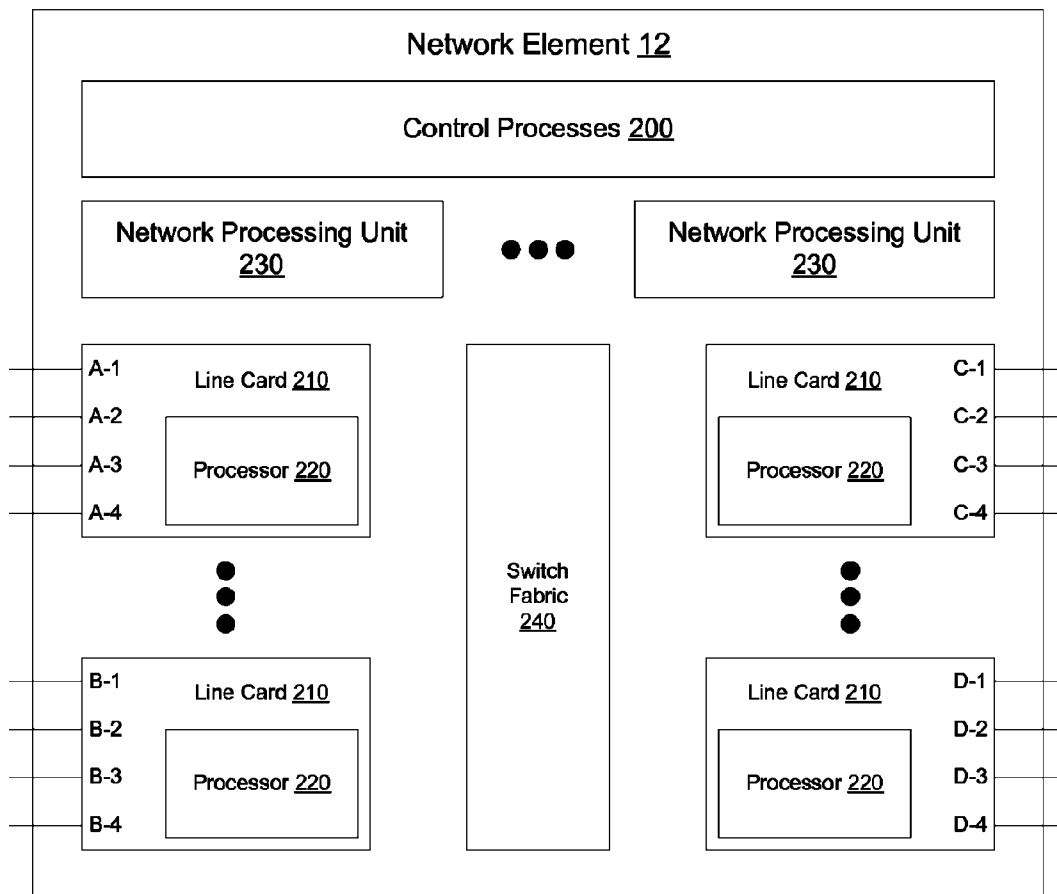 Network Element 12
Control Processes 200
Network Processing Unit
230
Network Processing Unit
230
A-1
A-2
A-3
A-4
Line Card 210
Processor 220
Switch
Fabric
240
Line Card 210
Processor 220
C-1
C-2
C-3
C-4
B-1
B-2
B-3
B-4
Line Card 210
Processor 220
Line Card 210
Processor 220
D-1
D-2
D-3
D-4